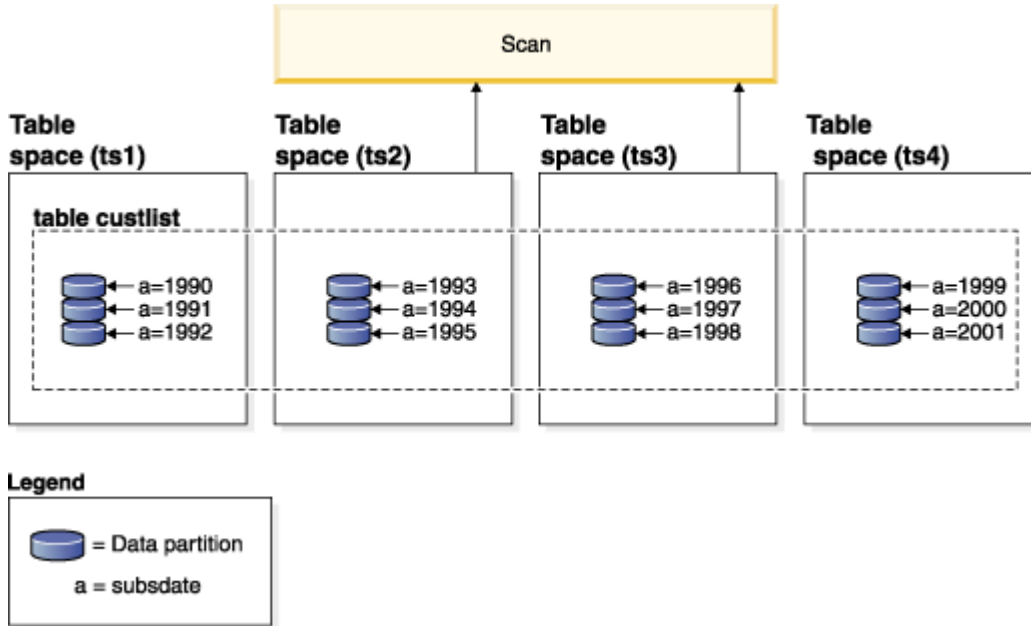 Scan
Table
space (ts1)
Table
space (ts2)
Table
space (ts3)
Table
space (ts4)
table custlist
a=1990
a=1991
a=1992
a=1993
a=1994
a=1995
a=1996
a=1997
a=1998
a=1999
a=2000
a=2001
Legend
= Data partition
a = subsdate